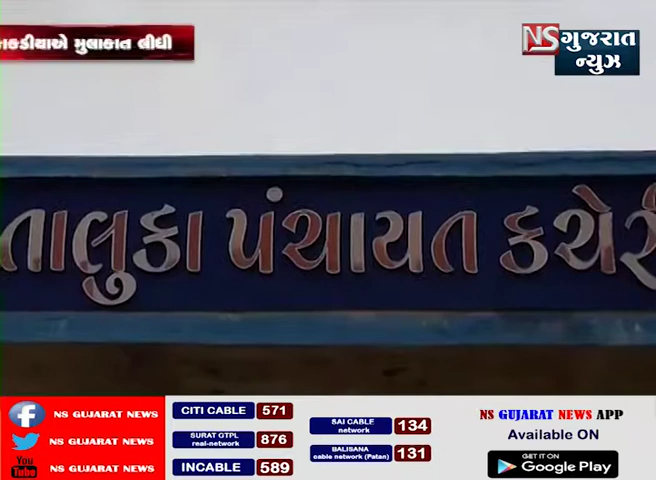 મુલાકાત લીધી
NS ગુજરાત
ન્યુઝ
તાલુકા પંચાયત કચેરી
NS GUJARAT NEWS
NS GUJARAT NEWS
You Tube NS GUJARAT NEWS
CITI CABLE 571
SURAT GTPL real-network 876
INCABLE 589
SAI CABLE network 134
BALISANA cable network (Patan) 131
NS GUJARAT NEWS APP
Available ON
GET IT ON
Google Play